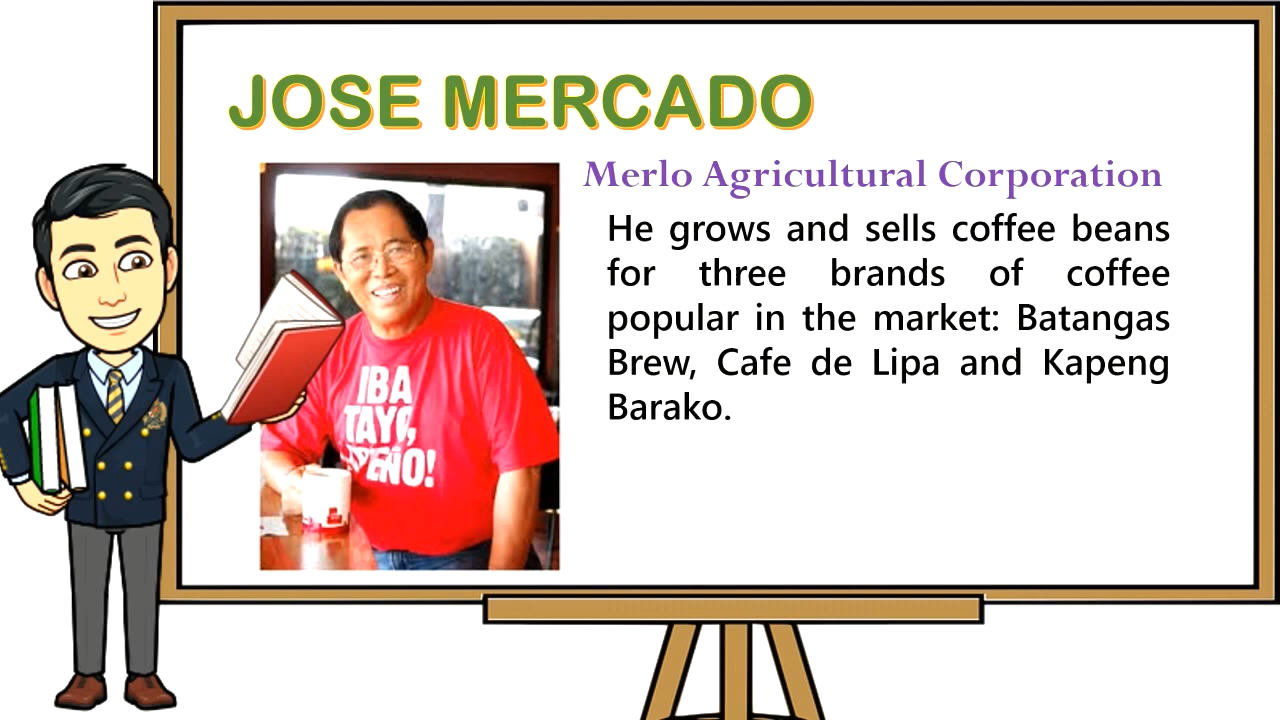 JOSE MERCADO
Merlo Agricultural Corporation
He grows and sells coffee beans
for three brands of coffee
popular in the market: Batangas
Brew, Cafe de Lipa and Kapeng
Barako.
IBA
TAYO,